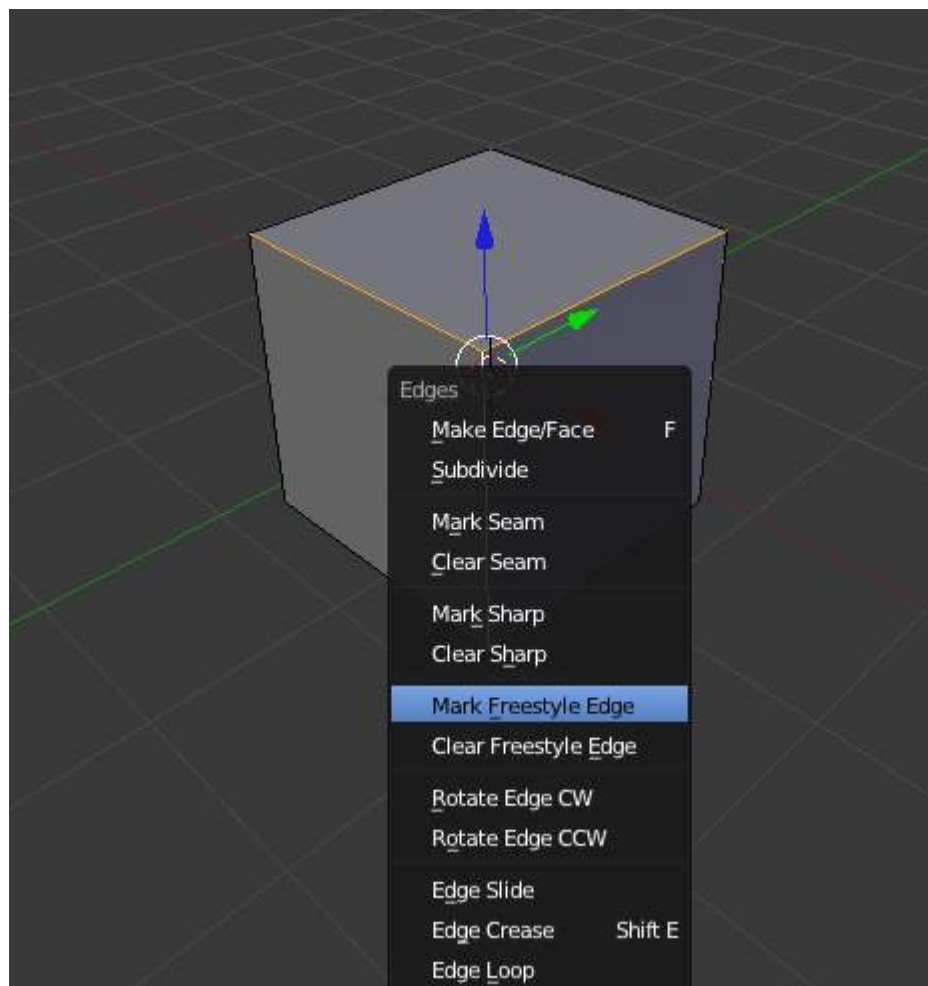 Edges
Make Edge/Face F
Subdivide
Mark Seam
Clear Seam
Mark Sharp
Clear Sharp
Mark Freestyle Edge
Clear Freestyle Edge
Rotate Edge CW
Rotate Edge CCW
Edge Slide
Edge Crease Shift E
Edge Loop